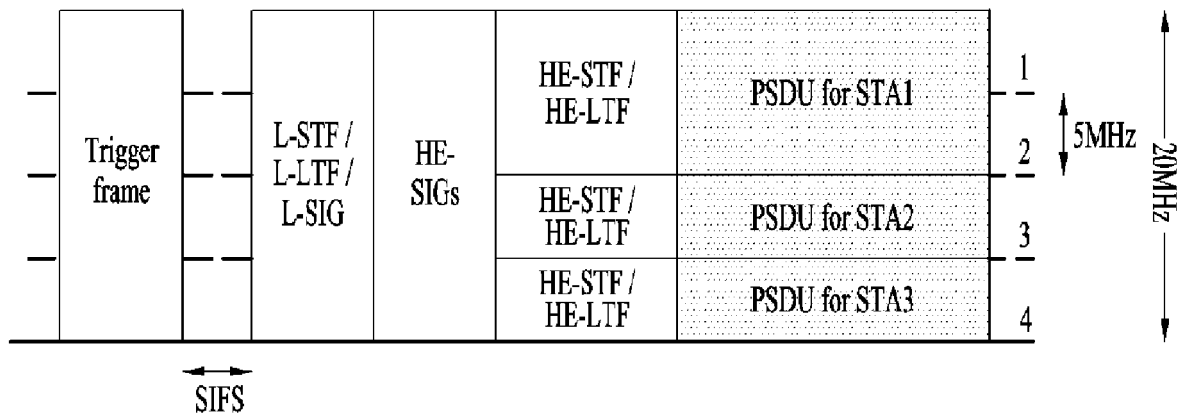 Trigger
frame
SIFS
L-STF /
L-LTF /
L-SIG
HE-
SIGs
HE-STF /
HE-LTF
PSDU for STA1
HE-STF /
HE-LTF
PSDU for STA2
HE-STF /
HE-LTF
PSDU for STA3
1
2
3
4
5MHz
20MHz